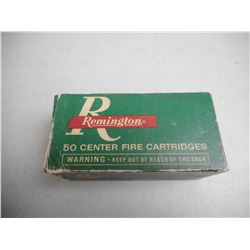 R
Remington®
50 CENTER FIRE CARTRIDGES
WARNING - KEEP OUT OF REACH OF CHILDREN